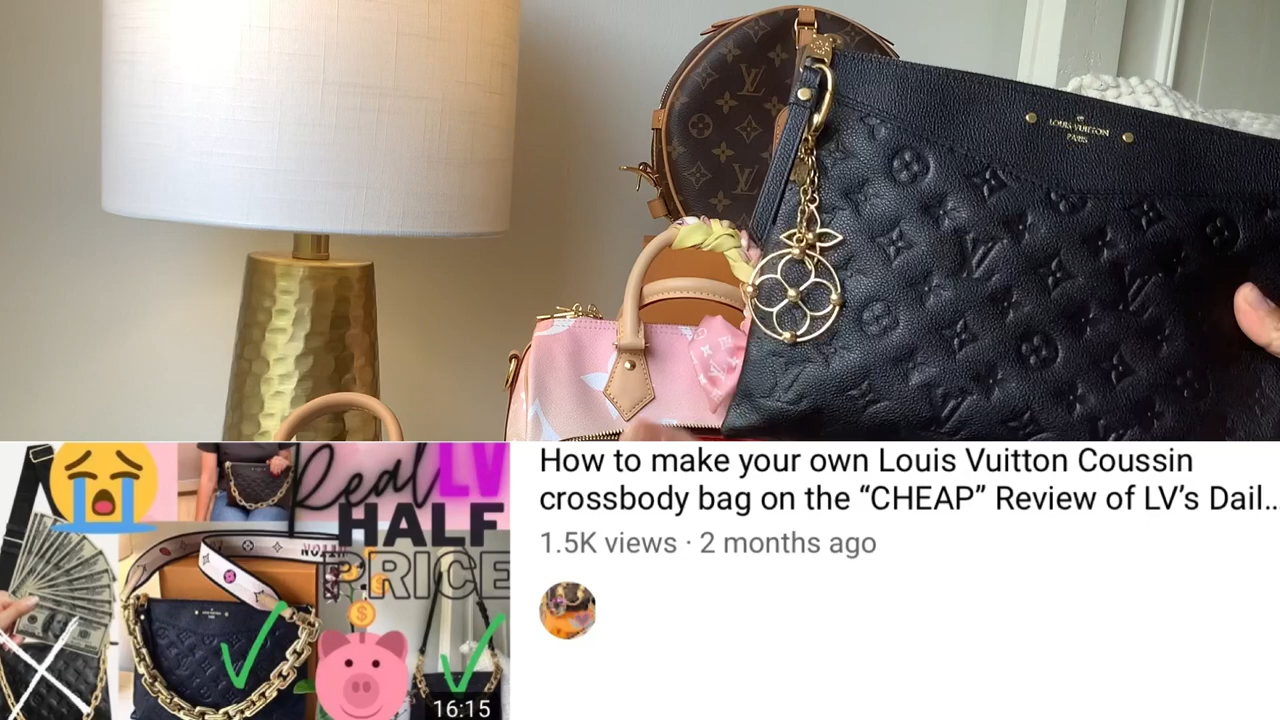 LOUIS VUITTON
PARIS
How to make your own Louis Vuitton Coussin
crossbody bag on the “CHEAP” Review of LV’s Dail..
1.5K views · 2 months ago
Real LV
HALF
PRICE
16:15